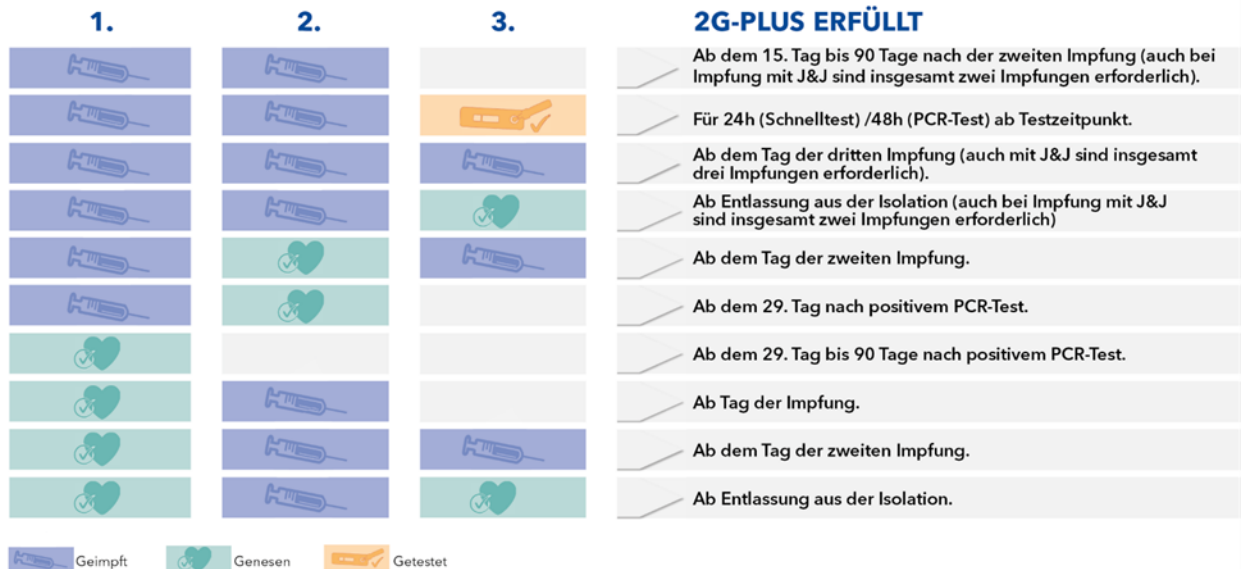 1. 2. 3. 2G-PLUS ERFÜLLT
Ab dem 15. Tag bis 90 Tage nach der zweiten Impfung (auch bei
Impfung mit J&J sind insgesamt zwei Impfungen erforderlich).
Für 24h (Schnelltest) /48h (PCR-Test) ab Testzeitpunkt.
Ab dem Tag der dritten Impfung (auch mit J&J sind insgesamt
drei Impfungen erforderlich).
Ab Entlassung aus der Isolation (auch bei Impfung mit J&J
sind insgesamt zwei Impfungen erforderlich)
Ab dem Tag der zweiten Impfung.
Ab dem 29. Tag nach positivem PCR-Test.
Ab dem 29. Tag bis 90 Tage nach positivem PCR-Test.
Ab Tag der Impfung.
Ab dem Tag der zweiten Impfung.
Ab Entlassung aus der Isolation.
Geimpft Genesen Getestet